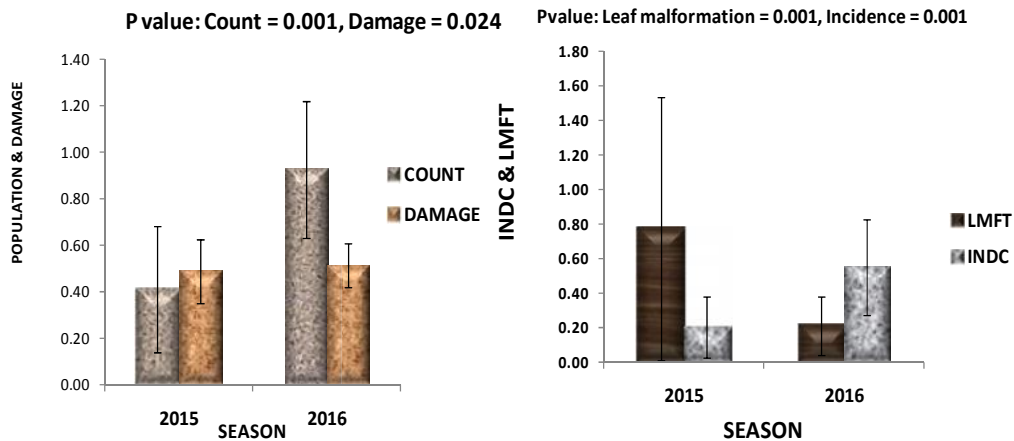 P value: Count = 0.001, Damage = 0.024
POPULATION & DAMAGE
1.40
1.20
1.00
0.80
0.60
0.40
0.20
0.00
2015
2016
SEASON
COUNT
DAMAGE
Pvalue: Leaf malformation = 0.001, Incidence = 0.001
INDC & LMFT
1.80
1.60
1.40
1.20
1.00
0.80
0.60
0.40
0.20
0.00
2015
2016
SEASON
LMFT
INDC